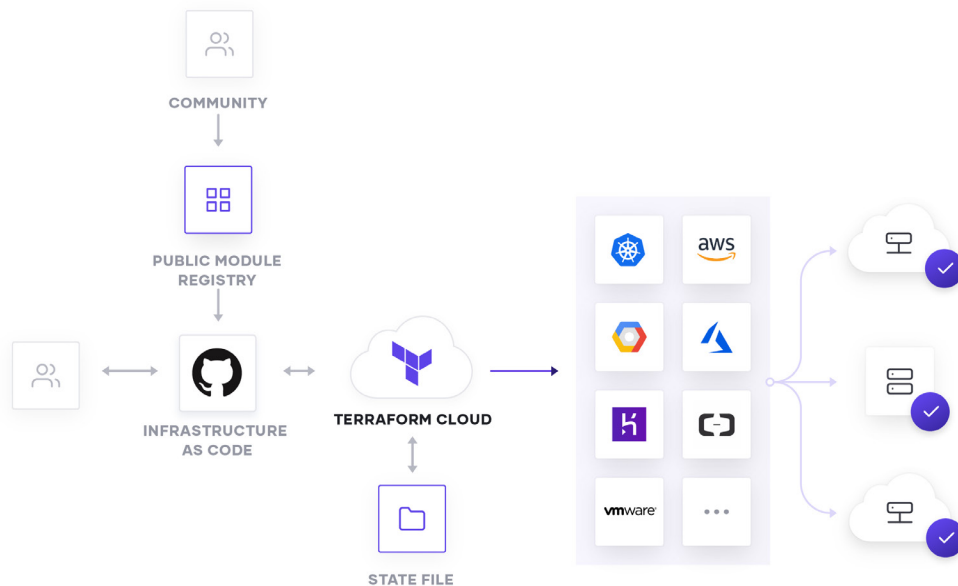 COMMUNITY
PUBLIC MODULE
REGISTRY
INFRASTRUCTURE
AS CODE
TERRAFORM CLOUD
STATE FILE
aws
vmware